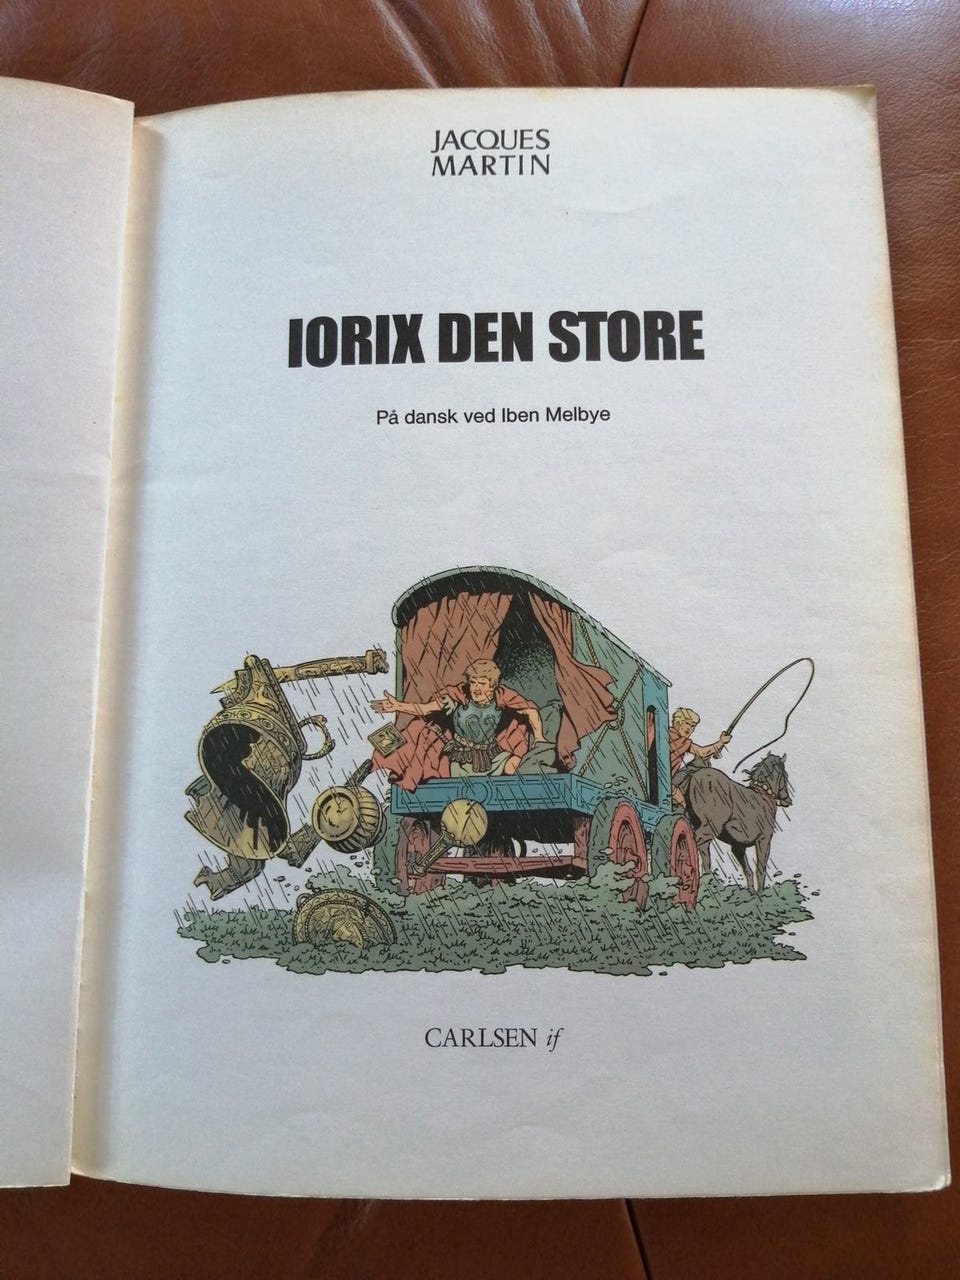 JACQUES
MARTIN
IORIX DEN STORE
På dansk ved Iben Melbye
CARLSEN if